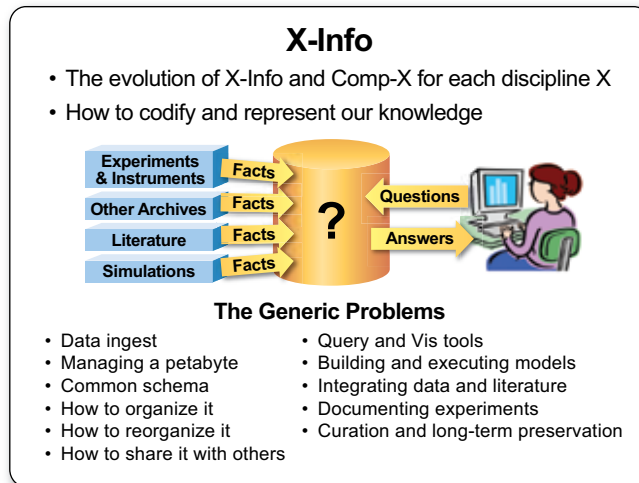 X-Info
• The evolution of X-Info and Comp-X for each discipline X
• How to codify and represent our knowledge
Experiments
& Instruments
Facts
Other Archives
Facts
Literature
Facts
Simulations
Facts
?
Questions
Answers
The Generic Problems
• Data ingest
• Managing a petabyte
• Common schema
• How to organize it
• How to reorganize it
• How to share it with others
• Query and Vis tools
• Building and executing models
• Integrating data and literature
• Documenting experiments
• Curation and long-term preservation